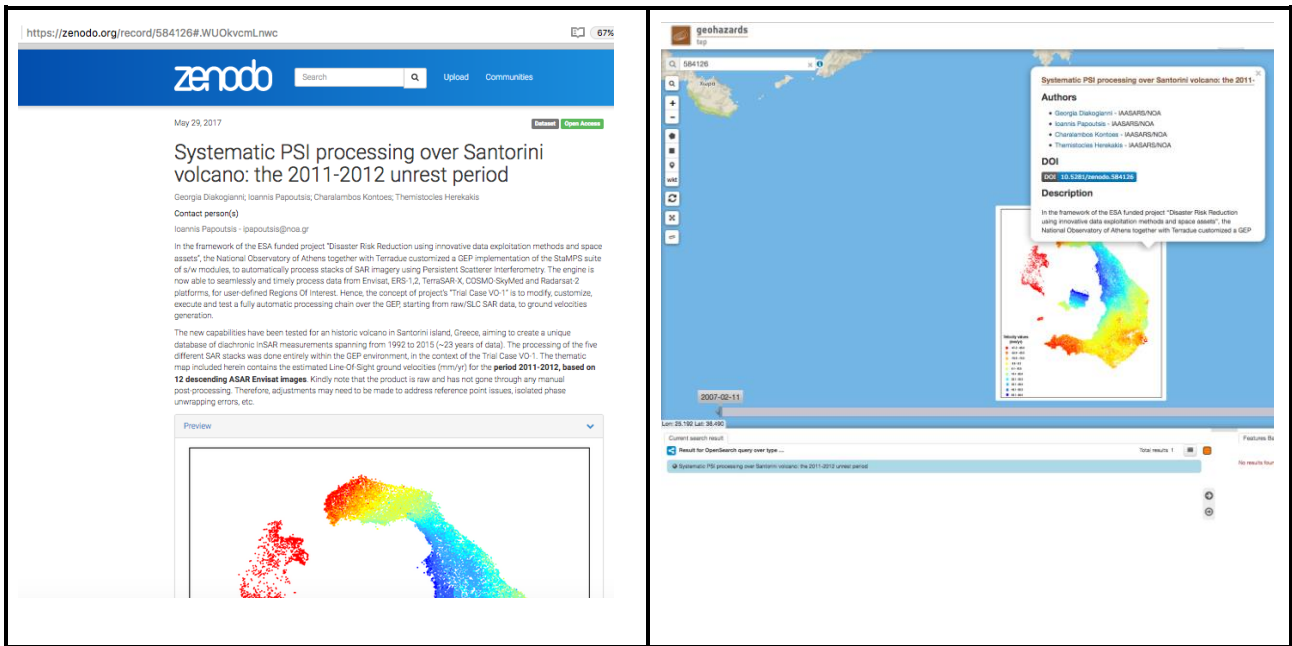 https://zenodo.org/record/584126#.WUOkvcmLnwc
67%
zenodo
Search
Upload
Communities
May 29, 2017
Dataset
Open Access
Systematic PSI processing over Santorini
volcano: the 2011-2012 unrest period
Georgia Diakogianni; Ioannis Papoutsis; Charalambos Kontoes; Themistocles Herekakis
Contact person(s)
Ioannis Papoutsis - ipapoutsis@noa.gr
In the framework of the ESA funded project "Disaster Risk Reduction using innovative data exploitation methods and space
assets", the National Observatory of Athens together with Terradue customized a GEP implementation of the StaMPS suite
of s/w modules, to automatically process stacks of SAR imagery using Persistent Scatterer Interferometry. The engine is
now able to seamlessly and timely process data from Envisat, ERS-1,2, TerraSAR-X, COSMO-SkyMed and Radarsat-2
platforms, for user-defined Regions Of Interest. Hence, the concept of project's "Trial Case VO-1" is to modify, customize,
execute and test a fully automatic processing chain over the GEP, starting from raw/SLC SAR data, to ground velocities
generation.
The new capabilities have been tested for an historic volcano in Santorini island, Greece, aiming to create a unique
database of diachronic InSAR measurements spanning from 1992 to 2015 (~23 years of data). The processing of the five
different SAR stacks was done entirely within the GEP environment, in the context of the Trial Case VO-1. The thematic
map included herein contains the estimated Line-Of-Sight ground velocities (mm/yr) for the period 2011-2012, based on
12 descending ASAR Envisat images. Kindly note that the product is raw and has not gone through any manual
post-processing. Therefore, adjustments may need to be made to address reference point issues, isolated phase
unwrapping errors, etc.
Preview
geohazards
tep
584126
wkt
Systematic PSI processing over Santorini volcano: the 2011-
Authors
Georgia Diakogianni - IAASARS/NOA
Ioannis Papoutsis - IAASARS/NOA
Charalambos Kontoes - IAASARS/NOA
Themistocles Herekakis - IAASARS/NOA
DOI
DOI 10.5281/zenodo.584126
Description
In the framework of the ESA funded project "Disaster Risk Reduction
using innovative data exploitation methods and space assets", the
National Observatory of Athens together with Terradue customized a GEP
Velocity values
(mm/yr)
2007-02-11
Lon: 25.192 Lat: 38.490
Current search result
Features Ba
Result for OpenSearch query over type ...
Total results 1
Systematic PSI processing over Santorini volcano: the 2011-2012 unrest period
No results four